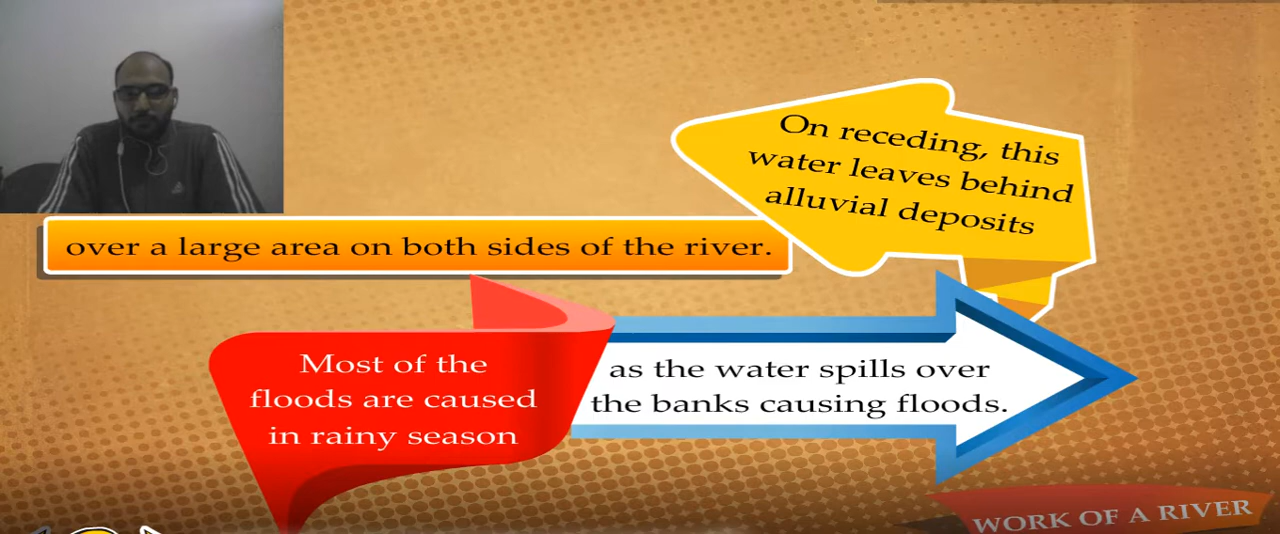 On receding, this
water leaves behind
alluvial deposits
over a large area on both sides of the river.
Most of the
floods are caused
in rainy season
as the water spills over
the banks causing floods.
WORK OF A RIVER